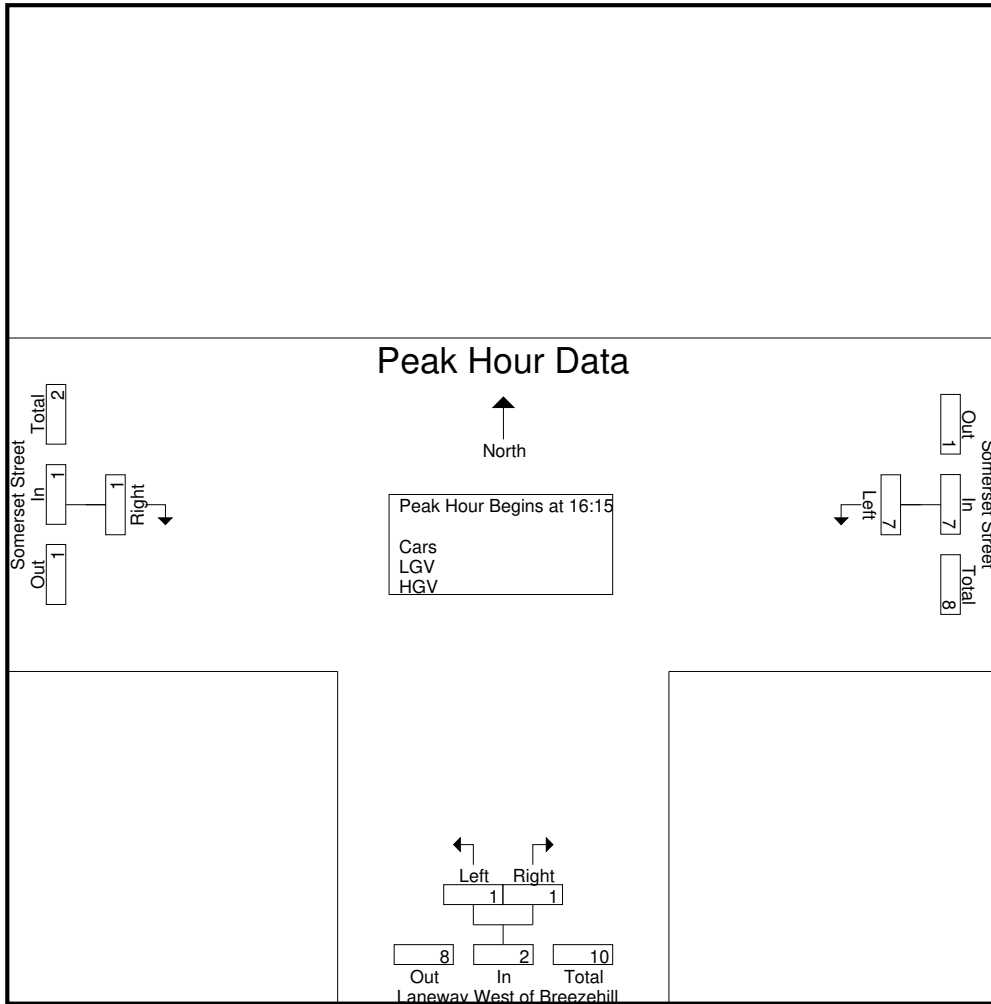 Peak Hour Data
North
Peak Hour Begins at 16:15
Cars
LGV
HGV
Somerset Street
Total
2
In
1
Out
1
Right
1
Somerset Street
Out
1
In
7
Total
8
Left
7
Left Right
1 1
8 2 10
Out In Total
Laneway West of Breezehill